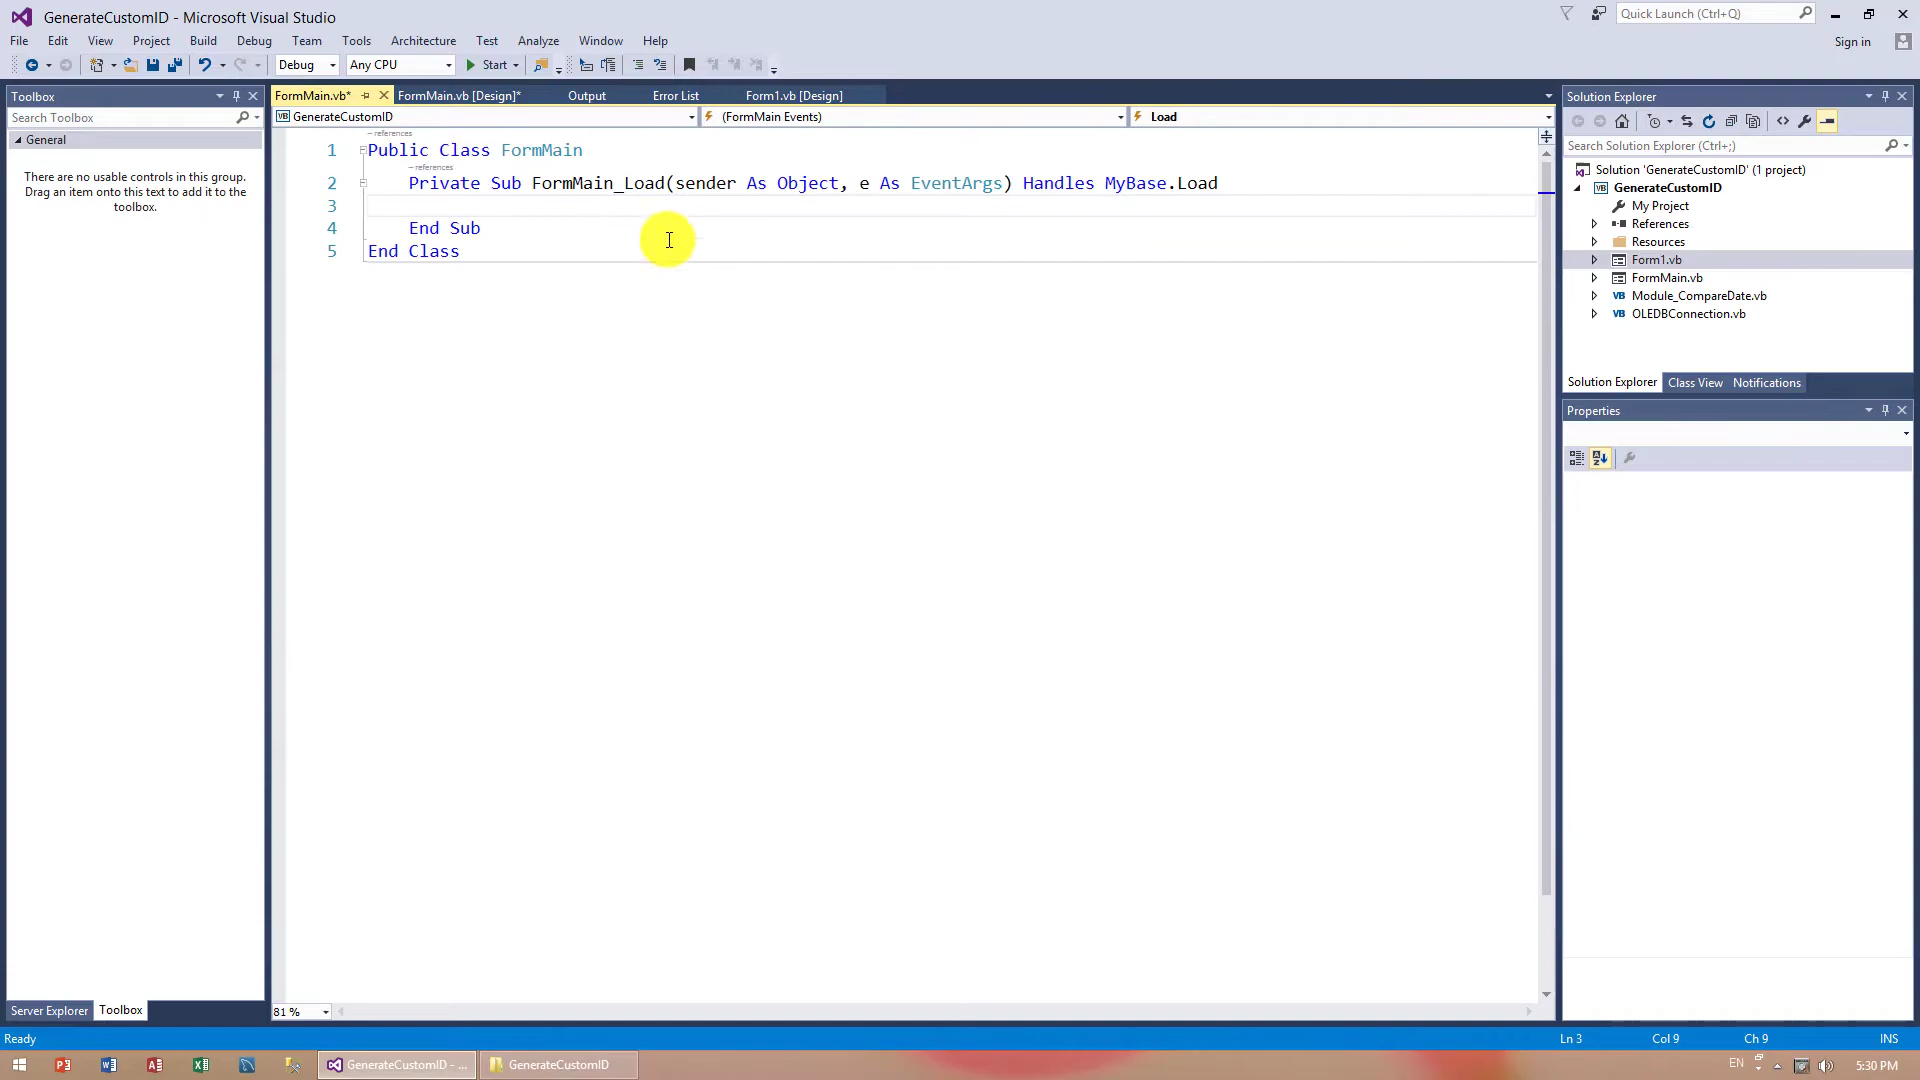 GenerateCustomID - Microsoft Visual Studio
Quick Launch (Ctrl+Q)
File Edit View Project Build Debug Team Tools Architecture Test Analyze Window Help
Sign in
Debug Any CPU Start
Toolbox
Search Toolbox
General
There are no usable controls in this group.
Drag an item onto this text to add it to the
toolbox.
Server Explorer Toolbox
FormMain.vb* FormMain.vb [Design]* Output Error List Form1.vb [Design]
GenerateCustomID (FormMain Events) Load
– references
1 Public Class FormMain
– references
2 Private Sub FormMain_Load(sender As Object, e As EventArgs) Handles MyBase.Load
3
4 End Sub
5 End Class
81 %
Solution Explorer
Search Solution Explorer (Ctrl+;)
Solution 'GenerateCustomID' (1 project)
VB GenerateCustomID
My Project
References
Resources
Form1.vb
FormMain.vb
VB Module_CompareDate.vb
VB OLEDBConnection.vb
Solution Explorer Class View Notifications
Properties
Ready Ln 3 Col 9 Ch 9 INS
GenerateCustomID - ... GenerateCustomID EN 5:30 PM